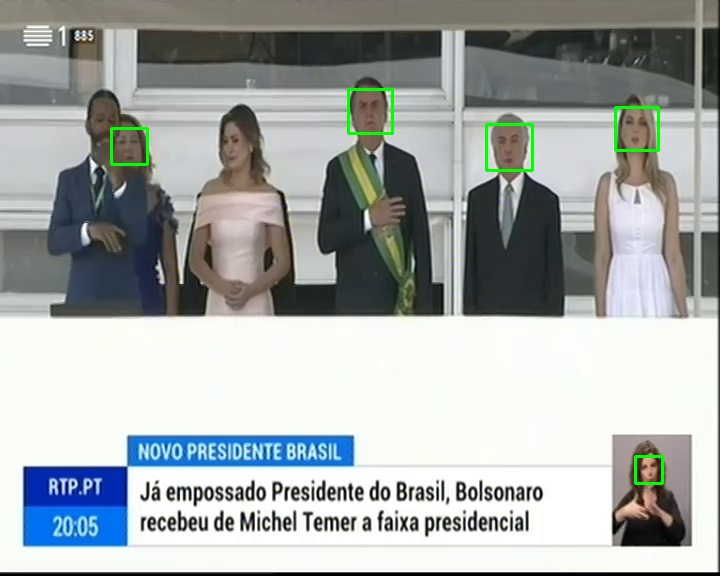 1 885
NOVO PRESIDENTE BRASIL
RTP.PT
Já empossado Presidente do Brasil, Bolsonaro
20:05
recebeu de Michel Temer a faixa presidencial